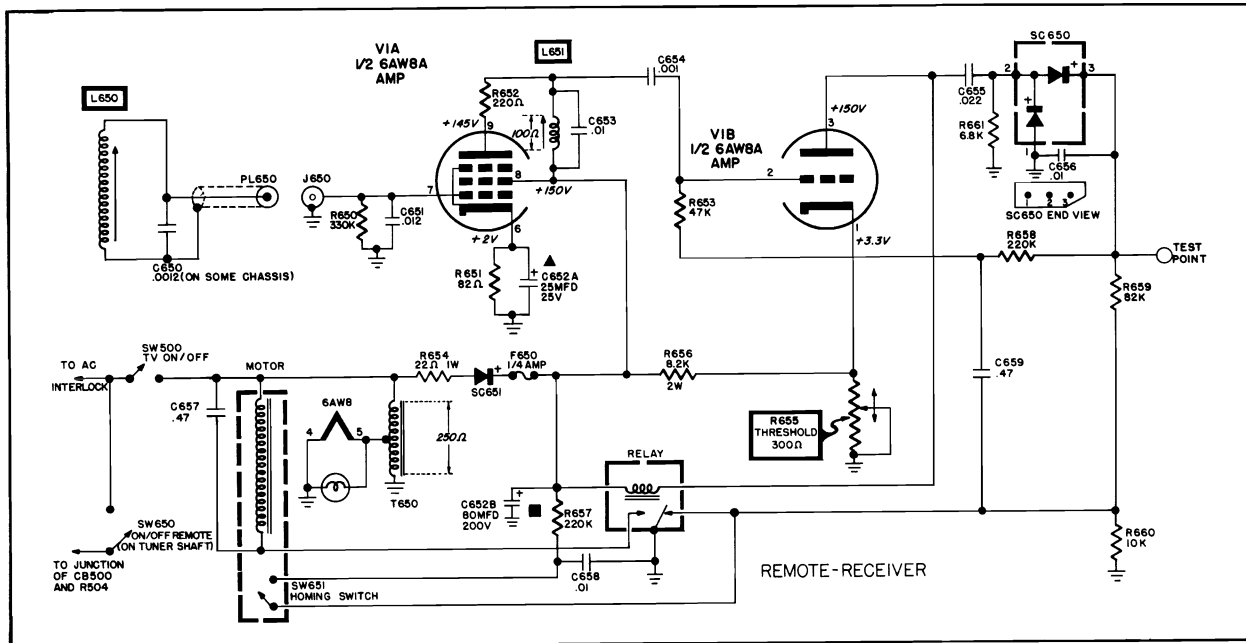 V1A
1/2 6AW8A
AMP
L651
L650
R652
220Ω
+145V
9
100Ω
C653
.01
C654
.001
8
+150V
7
6
+2V
PL650
J650
R650
330K
C651
.012
C650
.0012 (ON SOME CHASSIS)
R651
82Ω
C652A
25MFD
25V
V1B
1/2 6AW8A
AMP
+150V
3
2
1
+3.3V
R653
47K
SC650
2
3
1
C655
.022
R661
6.8K
C656
.01
1 2 3
SC650 END VIEW
R658
220K
TEST
POINT
R659
82K
TO AC
INTERLOCK
SW500
TV ON/OFF
MOTOR
C657
.47
6AW8
4
5
250Ω
T650
R654
22Ω 1W
SC651
F650
1/4 AMP
R656
8.2K
2W
R655
THRESHOLD
300Ω
C659
.47
RELAY
C652B
80MFD
200V
R657
220K
C658
.01
SW650
ON/OFF REMOTE
(ON TUNER SHAFT)
TO JUNCTION
OF CB500
AND R504
SW651
HOMING SWITCH
R660
10K
REMOTE-RECEIVER